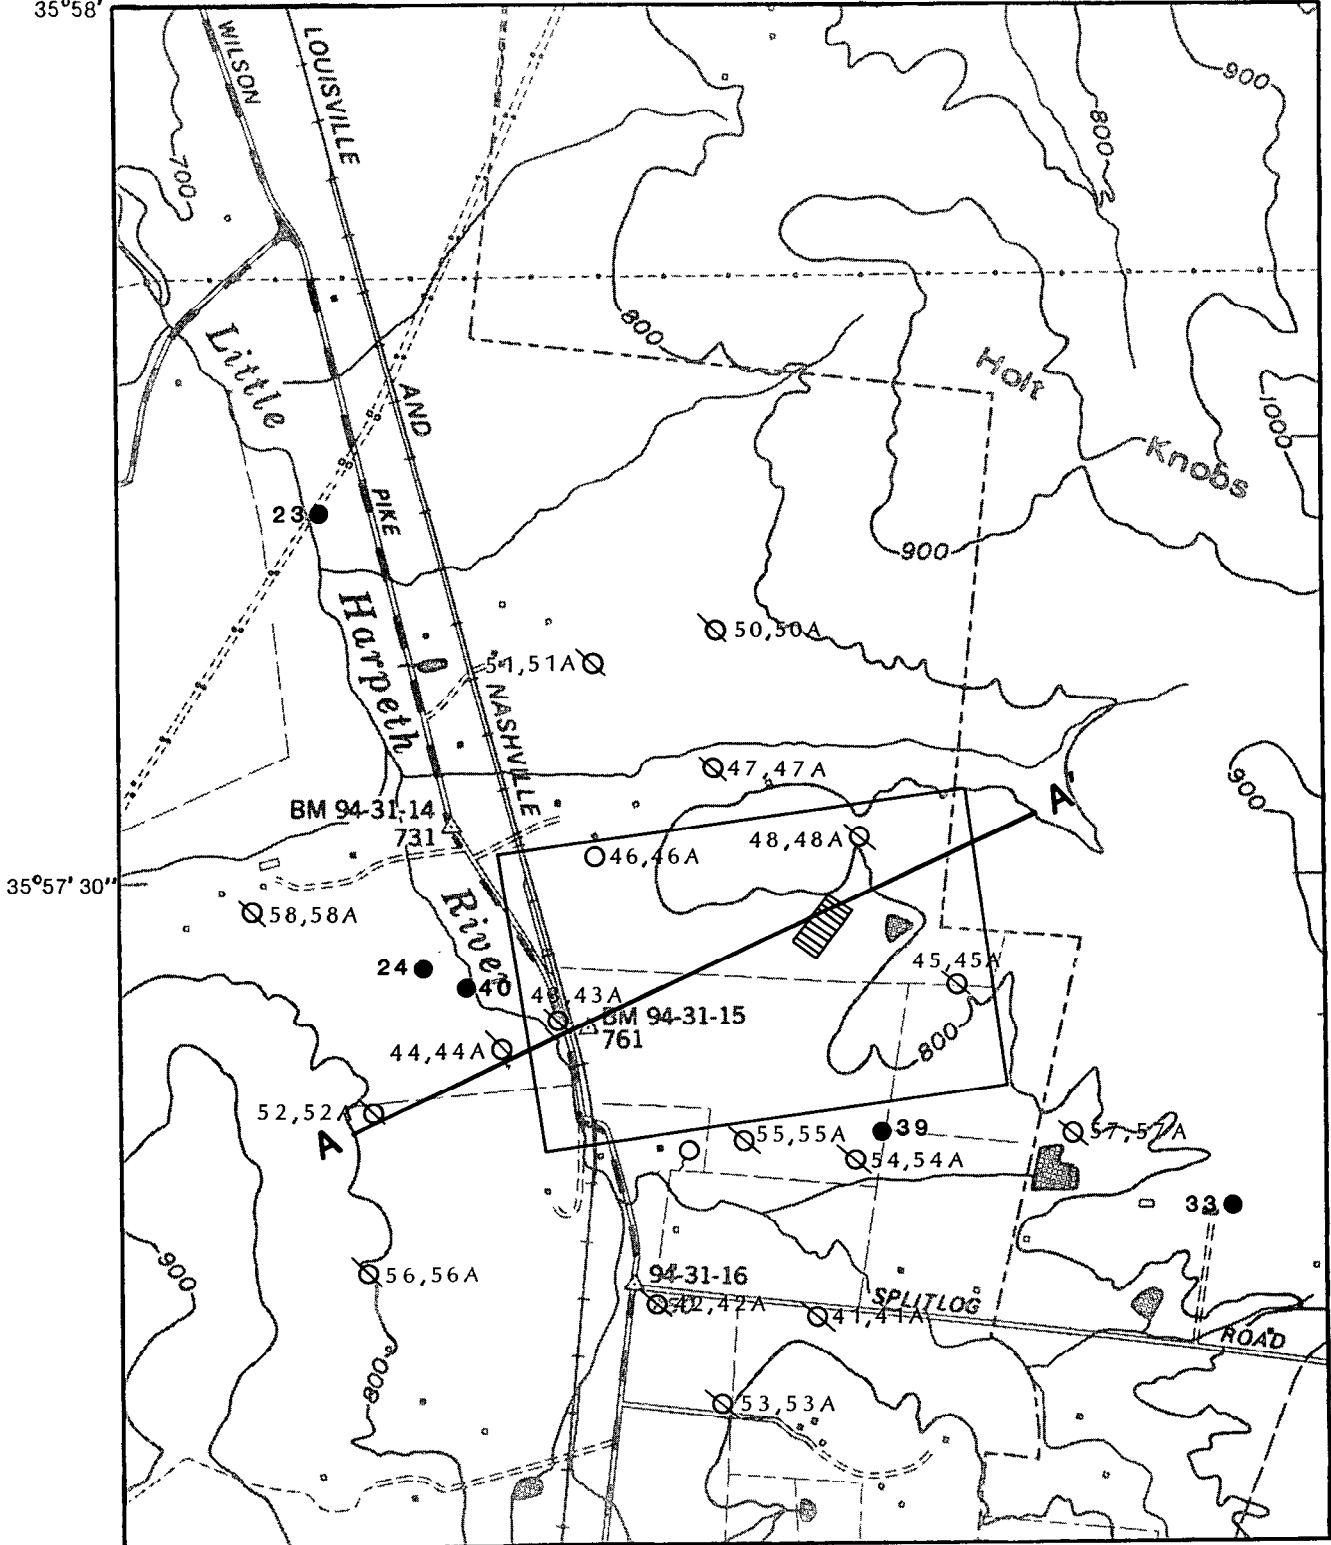 35°58'
WILSON
LOUISVILLE
900
800
700
Little
800
Holt
AND
1000
Knobs
PIKE
23
900
Harpeth
50,50A
51,51A
NASHVILLE
47,47A
A'
900
BM 94-31-14
731
48,48A
46,46A
35°57'30"
River
58,58A
24
45,45A
40
43,43A
BM 94-31-15
761
800
44,44A
52,52A
A
39
55,55A
57,57A
54,54A
33
900
56,56A
94-31-16
42,42A
SPLITLOG
41,41A
ROAD
800
53,53A